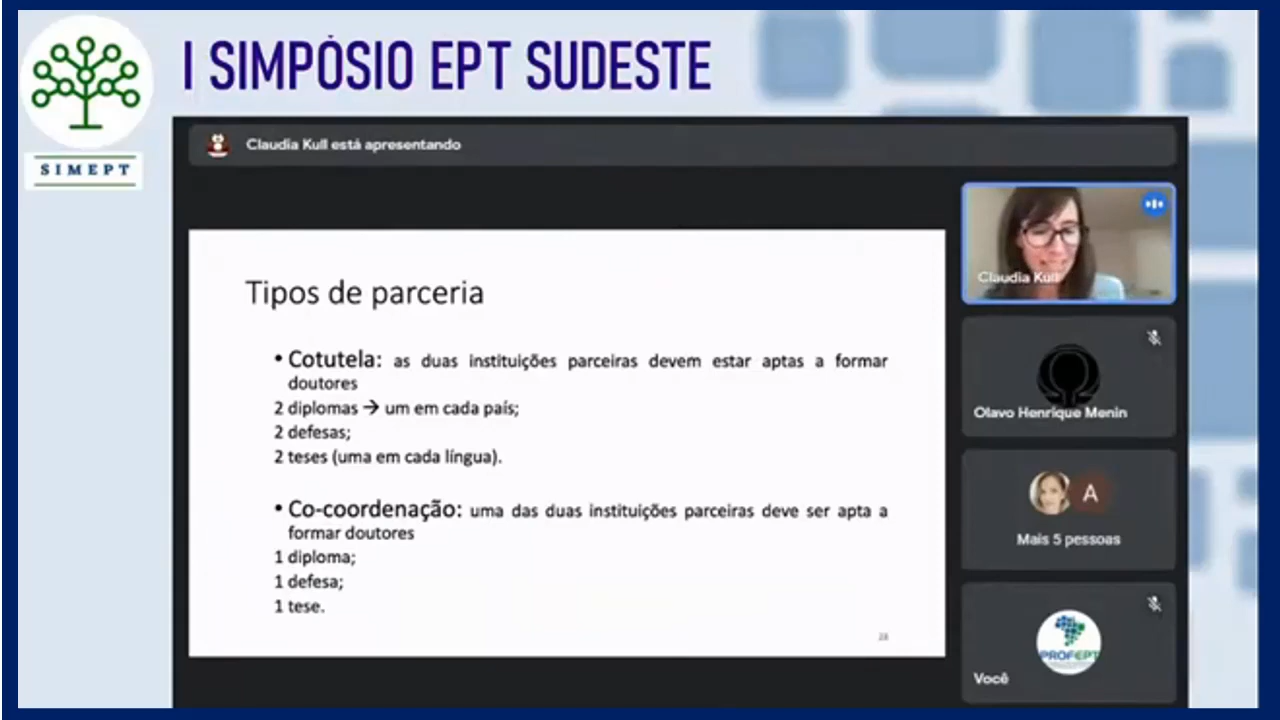 I SIMPÓSIO EPT SUDESTE
SIMEPT
Claudia Kull está apresentando
Tipos de parceria
• Cotutela: as duas instituições parceiras devem estar aptas a formar
doutores
2 diplomas → um em cada país;
2 defesas;
2 teses (uma em cada língua).
• Co-coordenação: uma das duas instituições parceiras deve ser apta a
formar doutores
1 diploma;
1 defesa;
1 tese.
23
Claudia Kull
Olavo Henrique Menin
A
Mais 5 pessoas
PROFEPT
Você